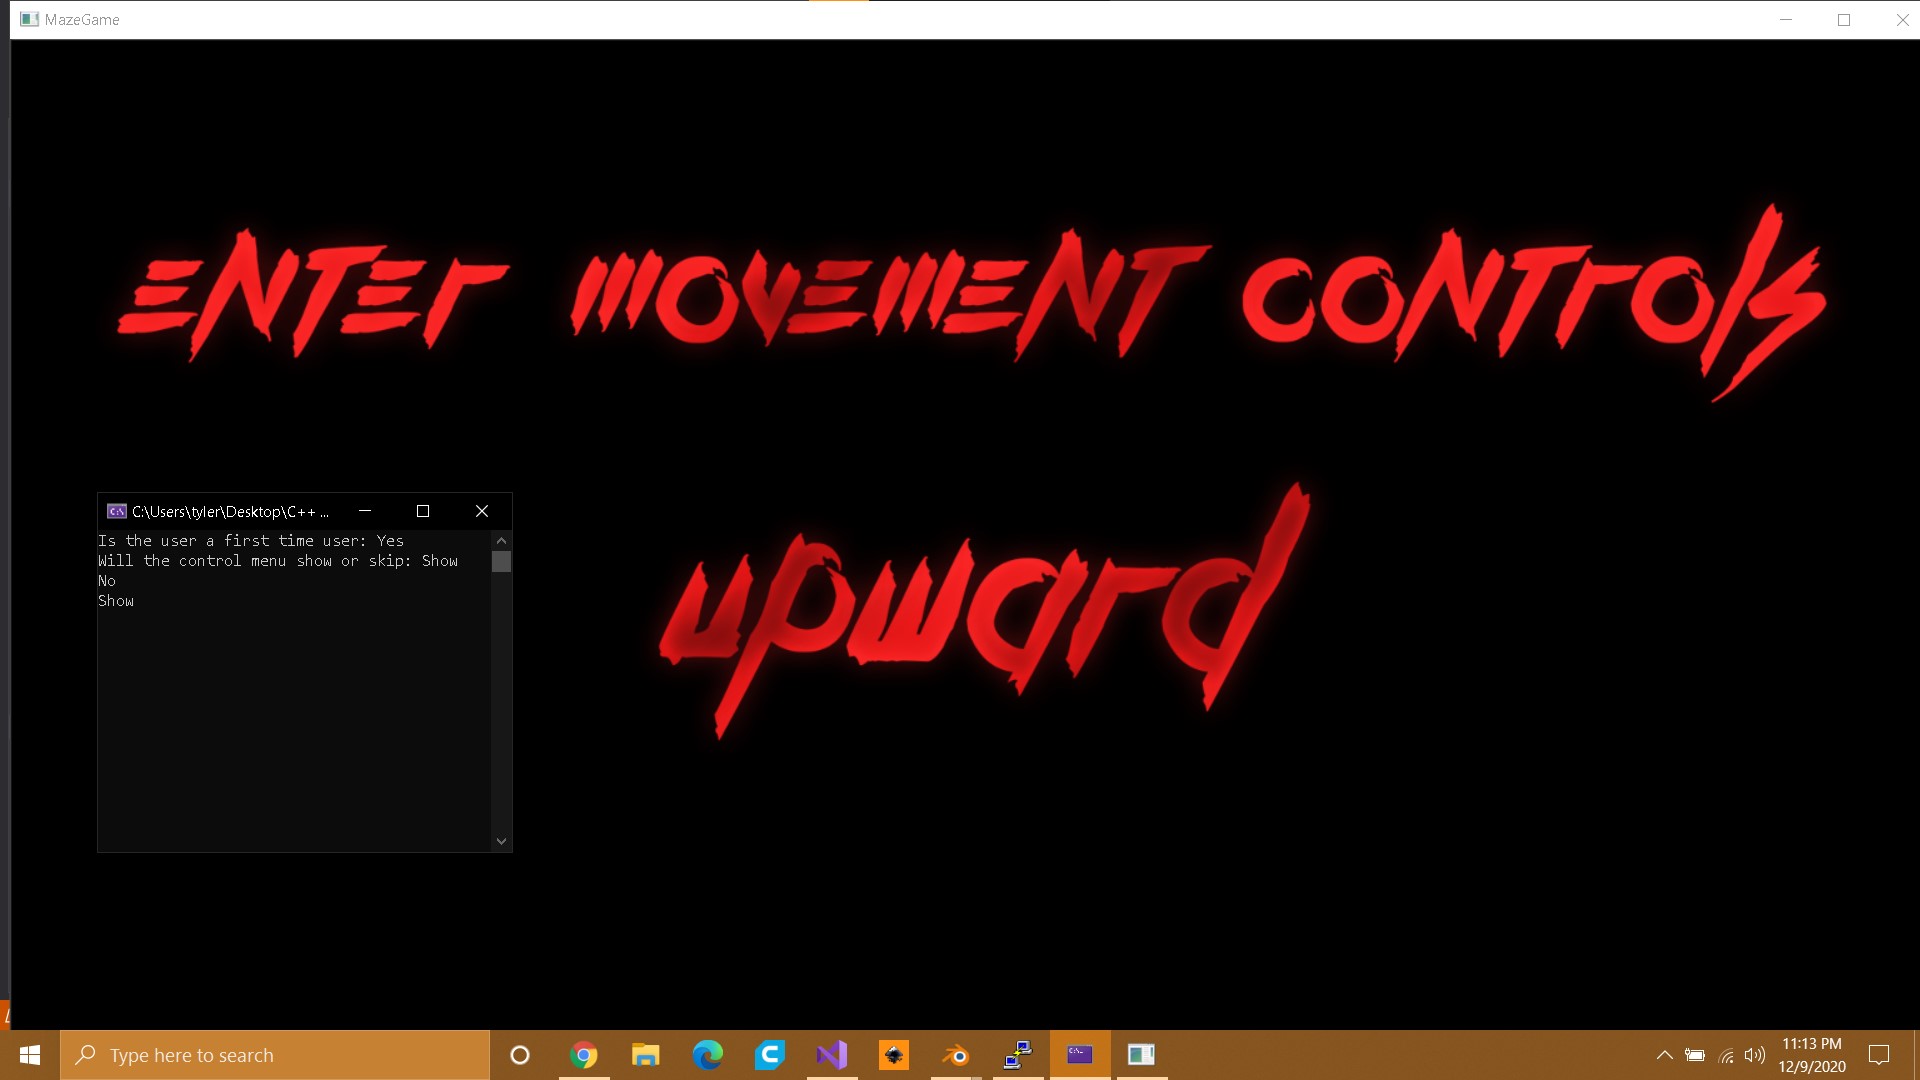 MazeGame
ENTER MOVEMENT CONTROLS
upward
C:\Users\tyler\Desktop\C++ ...
Is the user a first time user: Yes
Will the control menu show or skip: Show
No
Show
Type here to search
11:13 PM
12/9/2020